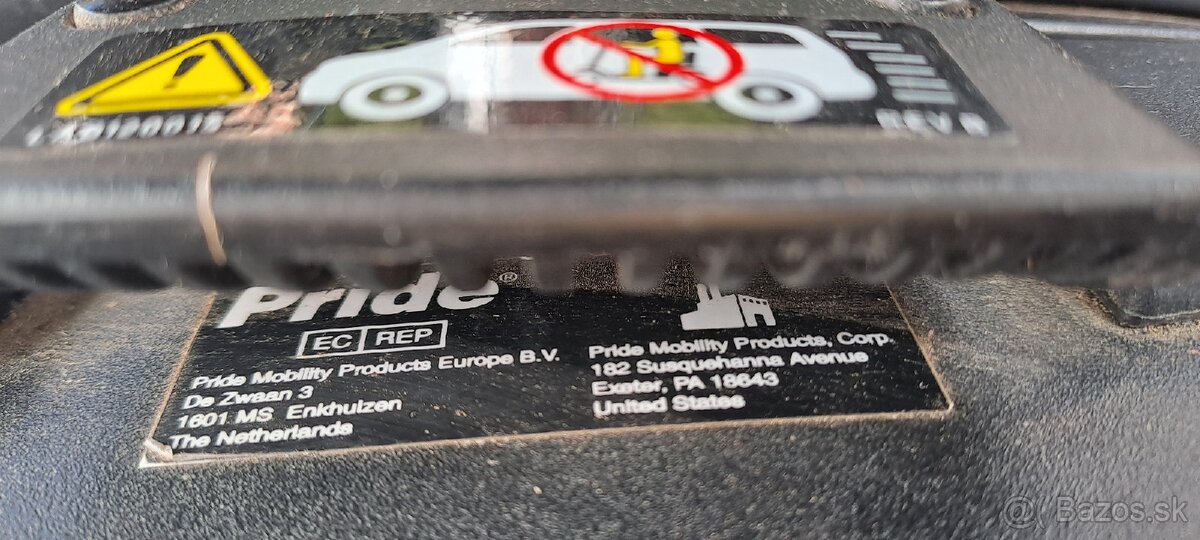 REV B
Pride®
EC REP
Pride Mobility Products Europe B.V.
De Zwaan 3
1601 MS Enkhuizen
The Netherlands
Pride Mobility Products, Corp.
182 Susquehanna Avenue
Exeter, PA 18643
United States
@ Bazos.sk